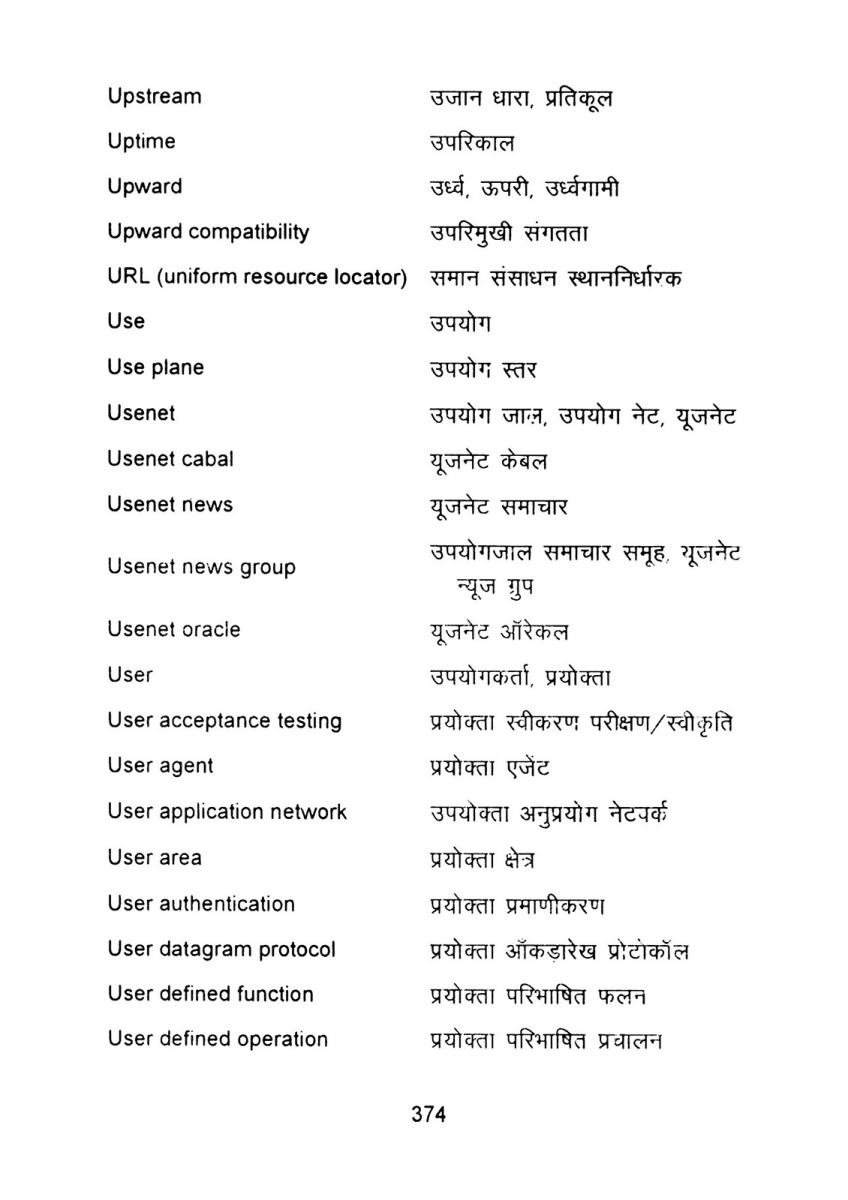 Upstream उजान धारा, प्रतिकूल
Uptime उपरिकाल
Upward उर्ध्व, ऊपरी, उर्ध्वगामी
Upward compatibility उपरिमुखी संगतता
URL (uniform resource locator) समान संसाधन स्थाननिर्धारक
Use उपयोग
Use plane उपयोग स्तर
Usenet उपयोग जाल, उपयोग नेट, यूजनेट
Usenet cabal यूजनेट केबल
Usenet news यूजनेट समाचार
Usenet news group उपयोगजाल समाचार समूह, यूजनेट
न्यूज ग्रुप
Usenet oracle यूजनेट ऑरेकल
User उपयोगकर्ता, प्रयोक्ता
User acceptance testing प्रयोक्ता स्वीकरण परीक्षण/स्वीकृति
User agent प्रयोक्ता एजेंट
User application network उपयोक्ता अनुप्रयोग नेटवर्क
User area प्रयोक्ता क्षेत्र
User authentication प्रयोक्ता प्रमाणीकरण
User datagram protocol प्रयोक्ता ऑकड़ारेख प्रोटोकॉल
User defined function प्रयोक्ता परिभाषित फलन
User defined operation प्रयोक्ता परिभाषित प्रचालन
374